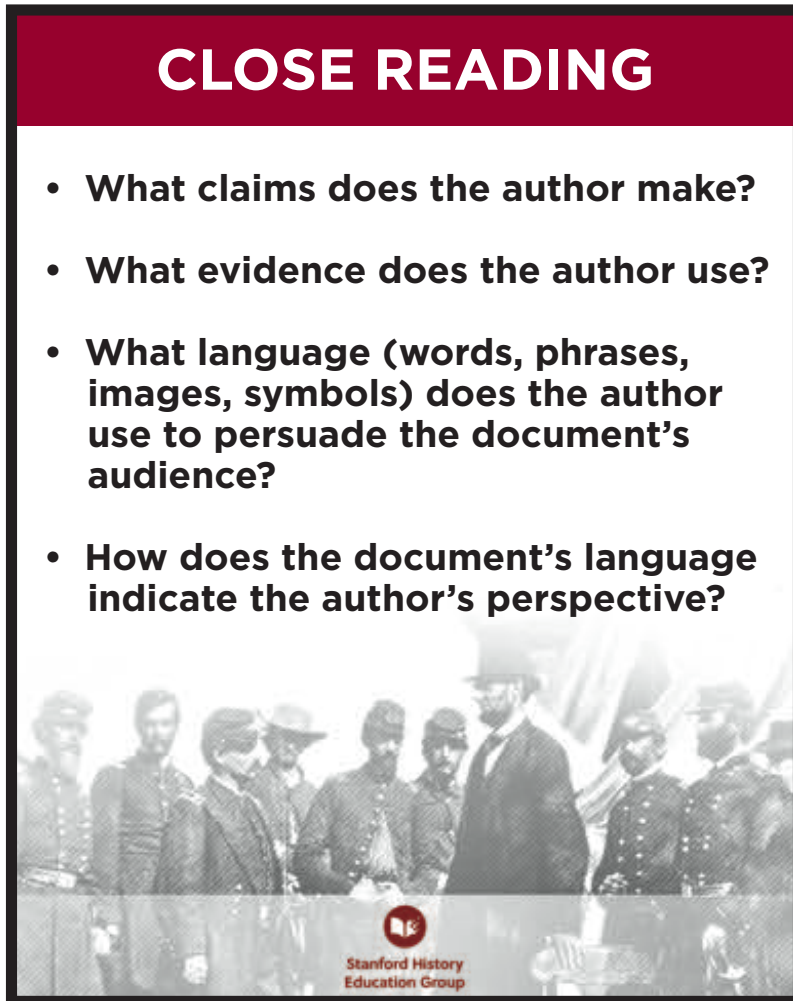 CLOSE READING
• What claims does the author make?
• What evidence does the author use?
• What language (words, phrases,
images, symbols) does the author
use to persuade the document’s
audience?
• How does the document’s language
indicate the author’s perspective?
Stanford History
Education Group